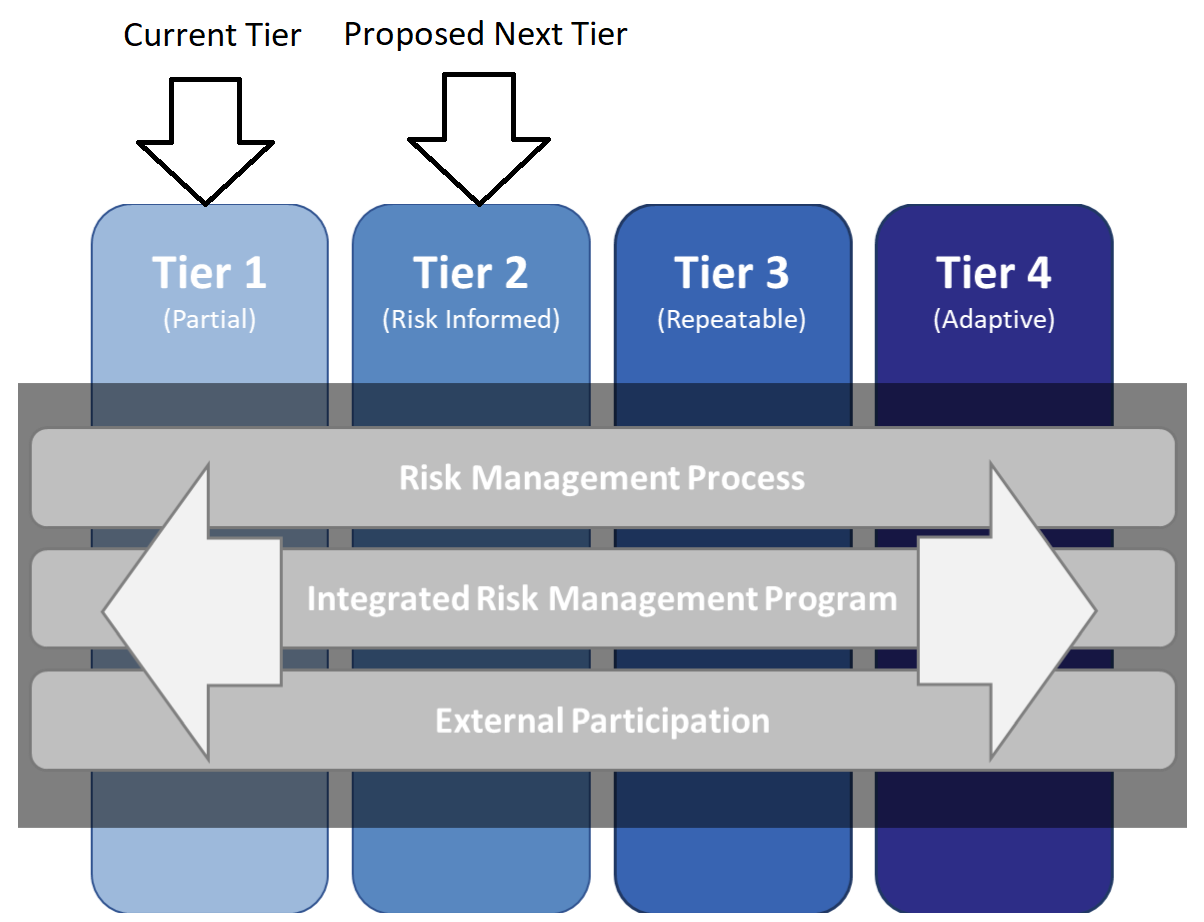 Current Tier
Proposed Next Tier
Tier 1
(Partial)
Tier 2
(Risk Informed)
Tier 3
(Repeatable)
Tier 4
(Adaptive)
Risk Management Process
Integrated Risk Management Program
External Participation